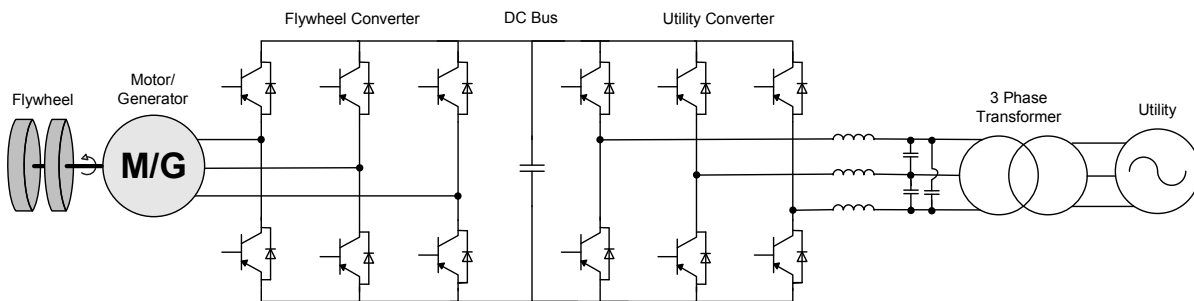 Flywheel Converter
DC Bus
Utility Converter
Flywheel
Motor/
Generator
M/G
3 Phase
Transformer
Utility